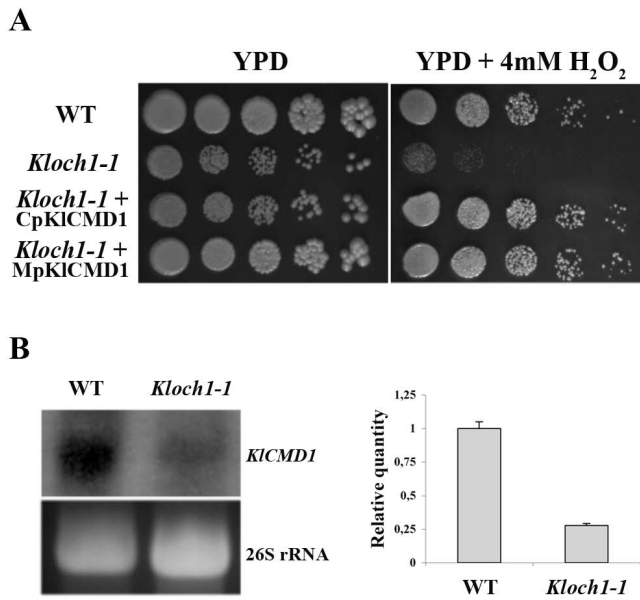 A
YPD
YPD + 4mM H₂O₂
WT
Kloch1-1
Kloch1-1 +
CpKlCMD1
Kloch1-1 +
MpKlCMD1
B
WT Kloch1-1
KlCMD1
26S rRNA
Relative quantity
1,25
1
0,75
0,5
0,25
0
WT Kloch1-1